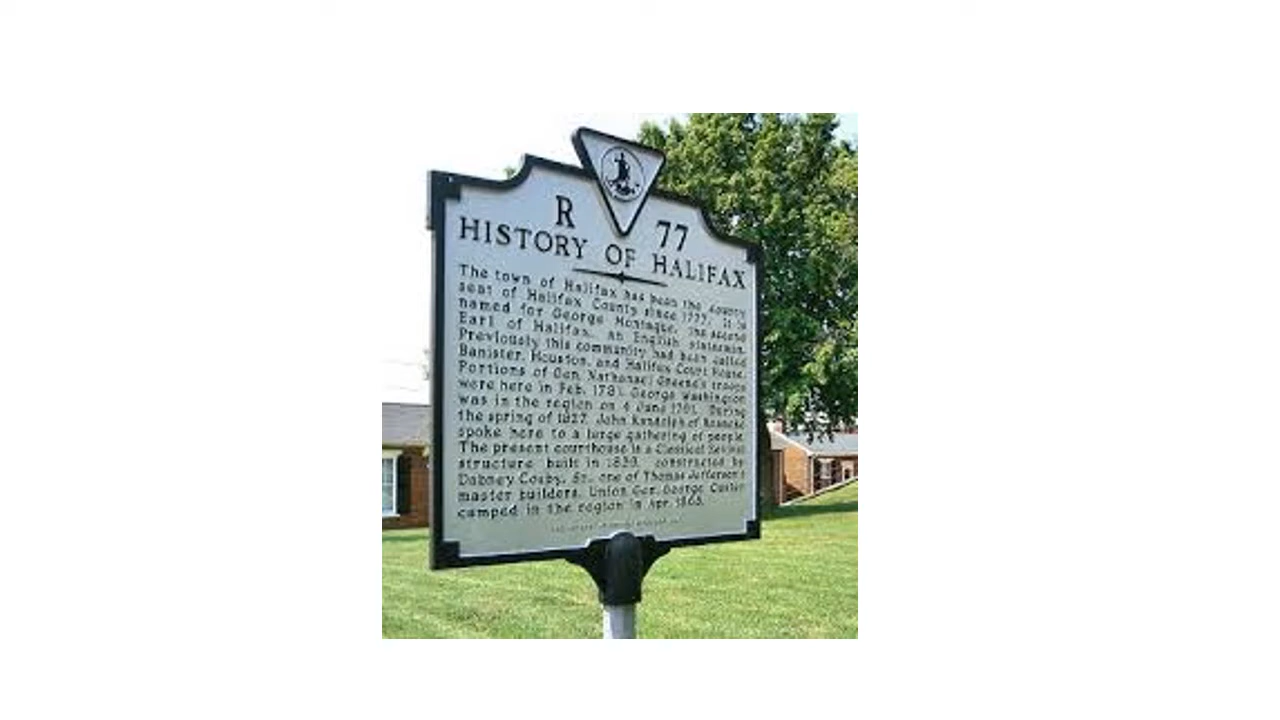 R 77
HISTORY OF HALIFAX
The town of Halifax has been the county
seat of Halifax County since 1777. It is
named for George Montague, the second
Earl of Halifax, an English statesman.
Previously this community had been called
Banister, Houston, and Halifax Court House.
Portions of Gen. Nathanael Greene's troops
were here in Feb. 1781. George Washington
was in the region on 4 June 1791. During
the spring of 1827, John Randolph of Roanoke
spoke here to a large gathering of people.
The present courthouse is a Classical Revival
structure built in 1839, constructed by
Dabney Cosby, Sr., one of Thomas Jefferson's
master builders. Union Gen. George Custer
camped in the region in Apr. 1865.